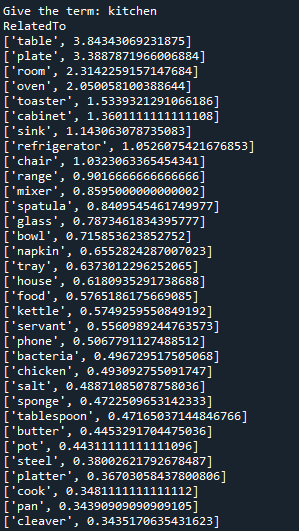 Give the term: kitchen
RelatedTo
['table', 3.84343069231875]
['plate', 3.3887871966006884]
['room', 2.3142259157147684]
['oven', 2.050058100388644]
['toaster', 1.5339321291066186]
['cabinet', 1.3601111111111108]
['sink', 1.143063078735083]
['refrigerator', 1.0526075421676853]
['chair', 1.0323063365454341]
['range', 0.9016666666666666]
['mixer', 0.8595000000000002]
['spatula', 0.8409545461749977]
['glass', 0.7873461834395777]
['bowl', 0.715853623852752]
['napkin', 0.6552824287007023]
['tray', 0.6373012296252065]
['house', 0.6180935291738688]
['food', 0.5765186175669085]
['kettle', 0.5749259550849192]
['servant', 0.5560989244763573]
['phone', 0.5067791127488512]
['bacteria', 0.496729517505068]
['chicken', 0.493092755091747]
['salt', 0.48871085078758036]
['sponge', 0.4722509653142333]
['tablespoon', 0.47165037144846766]
['butter', 0.4453291704475036]
['pot', 0.44311111111111096]
['steel', 0.38002621792678487]
['platter', 0.36703058437800806]
['cook', 0.3481111111111112]
['pan', 0.34390909090909105]
['cleaver', 0.3435170635431623]